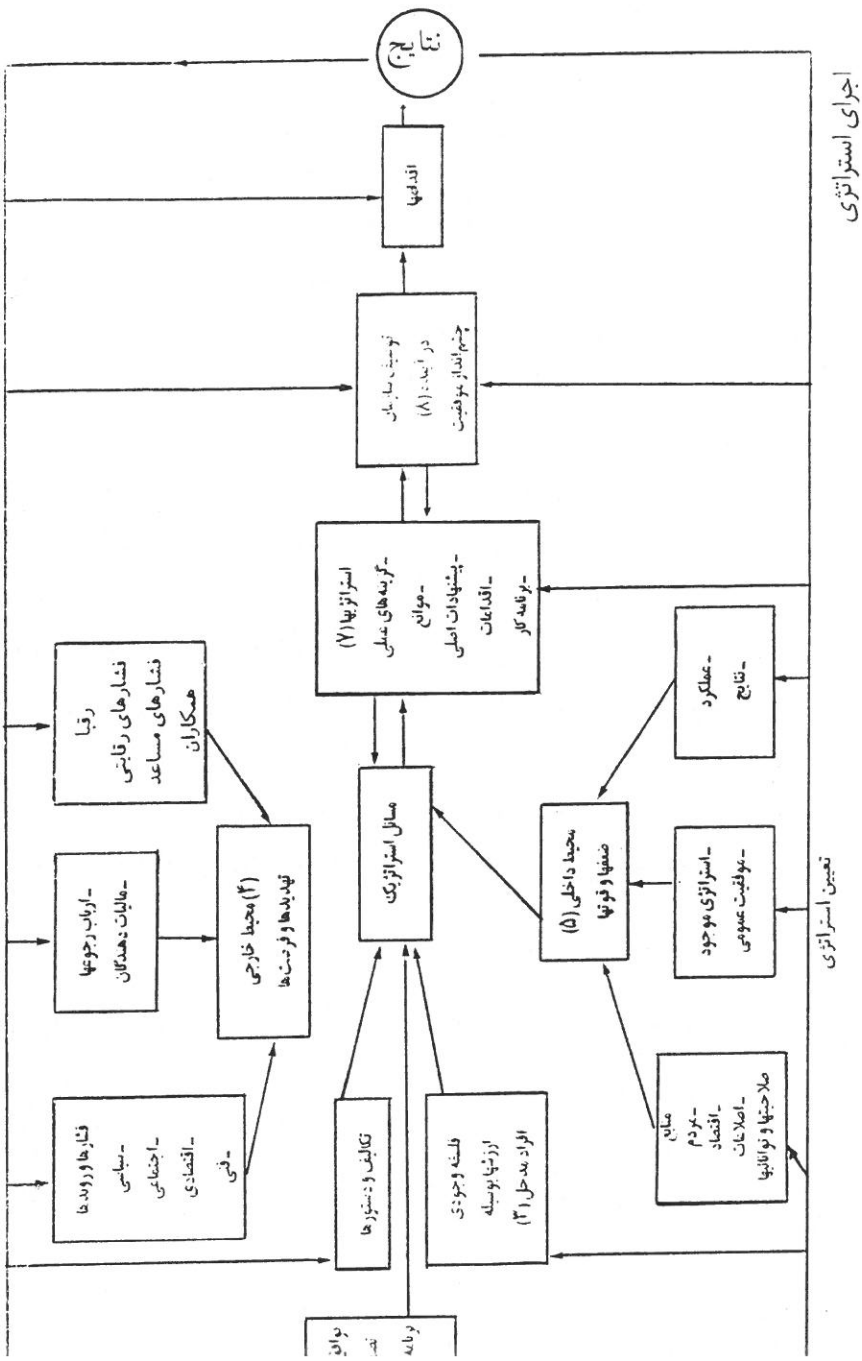 نتایج
اجرای استراتژی
اقدامها
توصیف سازمان
در آینده (۸)
چشم‌انداز موفقیت
استراتژیها (۷)
ـ گزینه‌های عملی
ـ موانع
ـ پیشنهادات اصلی
ـ اقدامات
ـ برنامه کار
رقبا
فشارهای رقابتی
فشارهای مساعد
همکاران
ـ ارباب رجوعها
ـ مالیات دهندگان
فشارها و روندها
ـ سیاسی
ـ اجتماعی
ـ اقتصادی
ـ فنی
(۴) محیط خارجی
تهدیدها و فرصت‌ها
مسائل استراتژیک
محیط داخلی (۵)
ضعفها و قوتها
ـ عملکرد
ـ نتایج
ـ استراتژی موجود
ـ موفقیت عمومی
منابع
ـ مردم
ـ اقتصاد
ـ اطلاعات
صلاحیتها و توانائیها
تعیین استراتژی
تکالیف و دستورها
فلسفه وجودی
ارزشها بوسیله
افراد مدخل (۳)